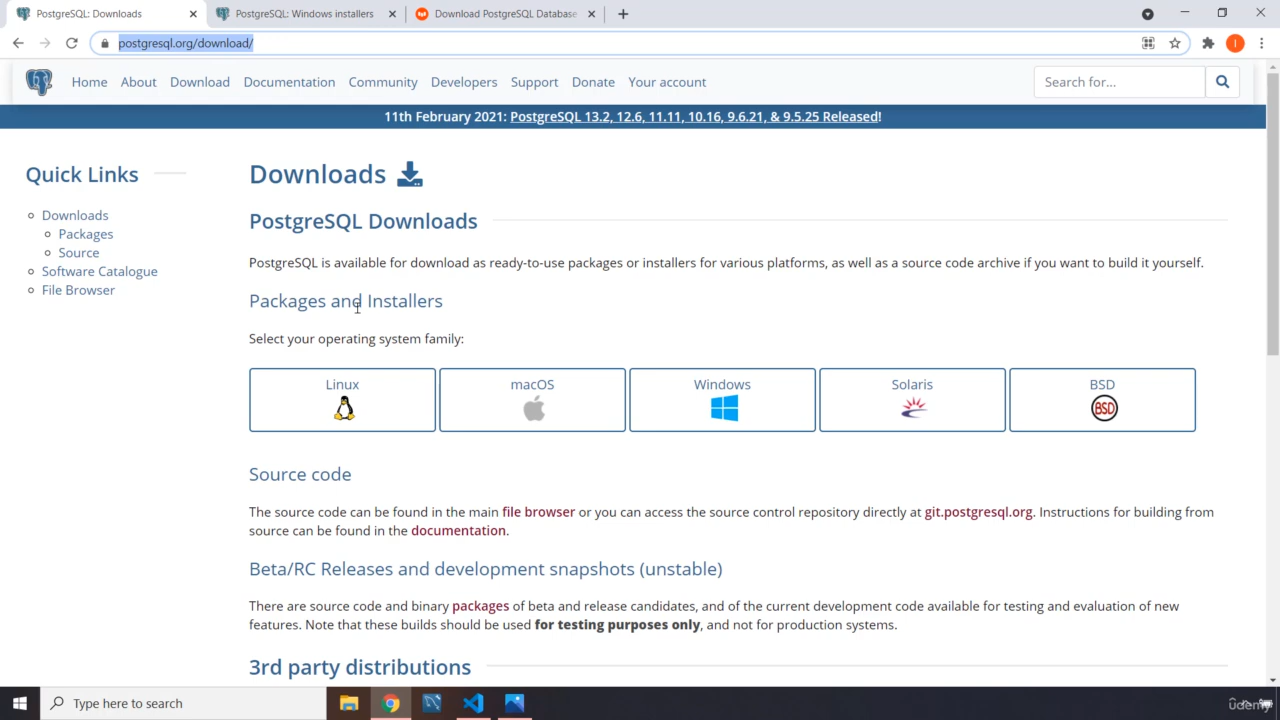 PostgreSQL: Downloads
PostgreSQL: Windows installers
Download PostgreSQL Database
postgresql.org/download/
I
Home About Download Documentation Community Developers Support Donate Your account
Search for...
11th February 2021: PostgreSQL 13.2, 12.6, 11.11, 10.16, 9.6.21, & 9.5.25 Released!
Quick Links
Downloads
Packages
Source
Software Catalogue
File Browser
Downloads
PostgreSQL Downloads
PostgreSQL is available for download as ready-to-use packages or installers for various platforms, as well as a source code archive if you want to build it yourself.
Packages and Installers
Select your operating system family:
Linux macOS Windows Solaris BSD
BSD
Source code
The source code can be found in the main file browser or you can access the source control repository directly at git.postgresql.org. Instructions for building from
source can be found in the documentation.
Beta/RC Releases and development snapshots (unstable)
There are source code and binary packages of beta and release candidates, and of the current development code available for testing and evaluation of new
features. Note that these builds should be used for testing purposes only, and not for production systems.
3rd party distributions
Type here to search
udemy